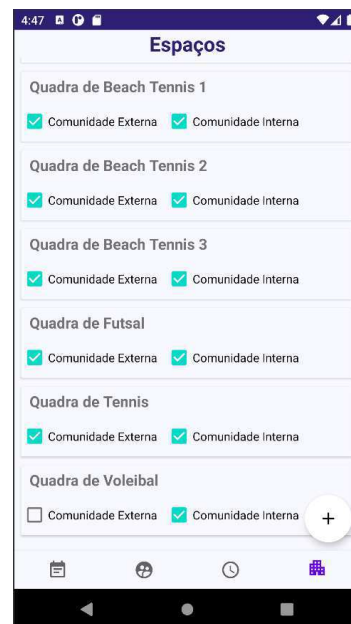 4:47
Espaços
Quadra de Beach Tennis 1
Comunidade Externa Comunidade Interna
Quadra de Beach Tennis 2
Comunidade Externa Comunidade Interna
Quadra de Beach Tennis 3
Comunidade Externa Comunidade Interna
Quadra de Futsal
Comunidade Externa Comunidade Interna
Quadra de Tennis
Comunidade Externa Comunidade Interna
Quadra de Voleibal
Comunidade Externa Comunidade Interna
+